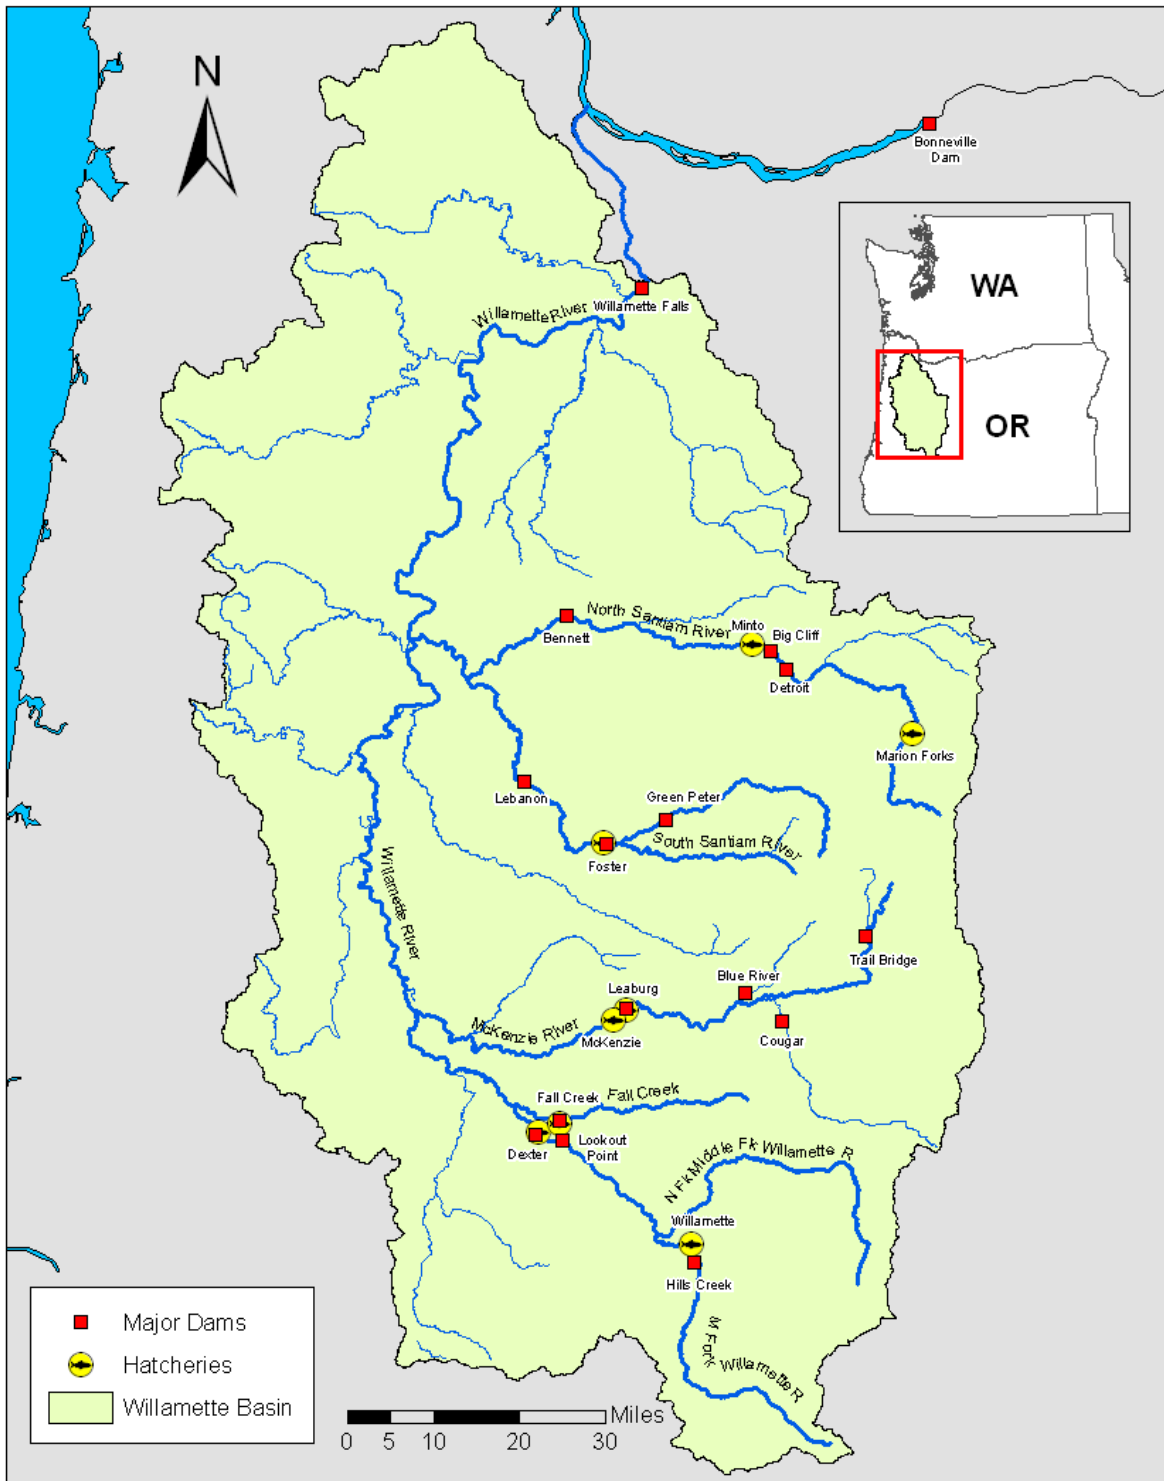 N
Bonneville
Dam
WA
OR
Willamette Falls
Willamette River
North Santiam River
Minto
Big Cliff
Bennett
Detroit
Marion Forks
Lebanon
Green Peter
South Santiam River
Foster
Willamette River
Trail Bridge
Blue River
Leaburg
McKenzie River
McKenzie
Cougar
Fall Creek
Fall Creek
Dexter
Lookout
Point
N Fk Middle Fk Willamette R
Willamette
Hills Creek
M Fork Willamette R
Major Dams
Hatcheries
Willamette Basin
Miles
0 5 10 20 30